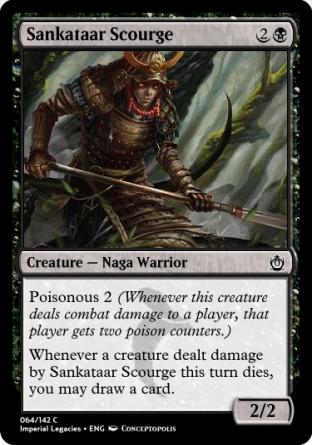 Sankataar Scourge 2
Creature — Naga Warrior
Poisonous 2 (Whenever this creature
deals combat damage to a player, that
player gets two poison counters.)
Whenever a creature dealt damage
by Sankataar Scourge this turn dies,
you may draw a card.
2/2
064/142 C
Imperial Legacies • ENG Conceptopolis